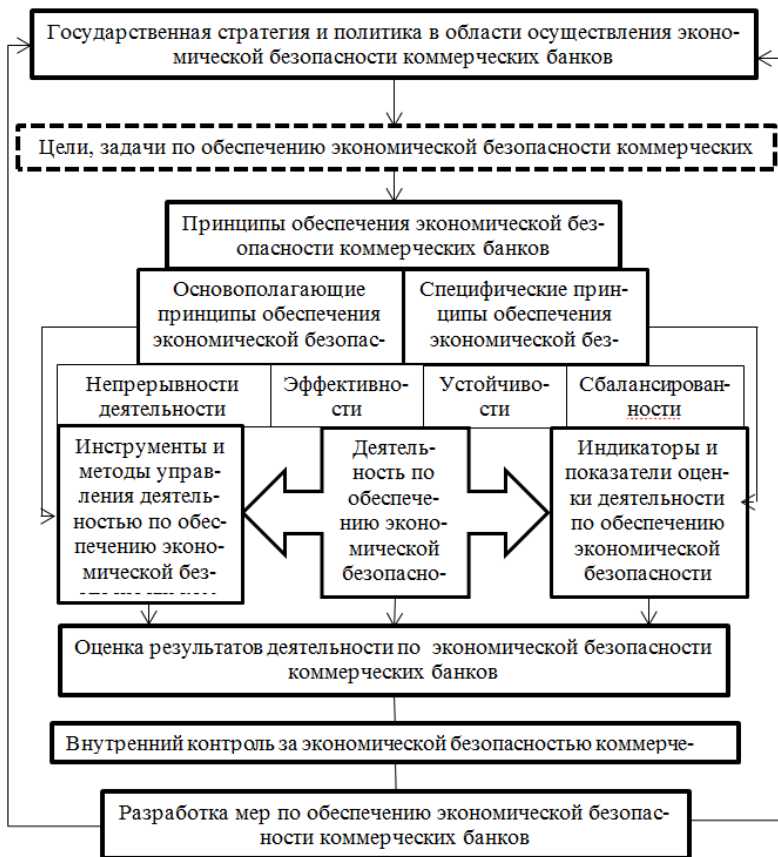 Государственная стратегия и политика в области осуществления эконо-
мической безопасности коммерческих банков
Цели, задачи по обеспечению экономической безопасности коммерческих
Принципы обеспечения экономической без-
опасности коммерческих банков
Основополагающие
принципы обеспечения
экономической безопас-
Специфические прин-
ципы обеспечения
экономической без-
Непрерывности
деятельности
Эффективно-
сти
Устойчиво-
сти
Сбалансирован-
ности
Инструменты и
методы управ-
ления деятель-
ностью по обес-
печению эконо-
мической без-
Деятель-
ность по
обеспече-
нию эконо-
мической
безопасно-
Индикаторы и
показатели оцен-
ки деятельности
по обеспечению
экономической
безопасности
Оценка результатов деятельности по экономической безопасности
коммерческих банков
Внутренний контроль за экономической безопасностью коммерче-
Разработка мер по обеспечению экономической безопас-
ности коммерческих банков